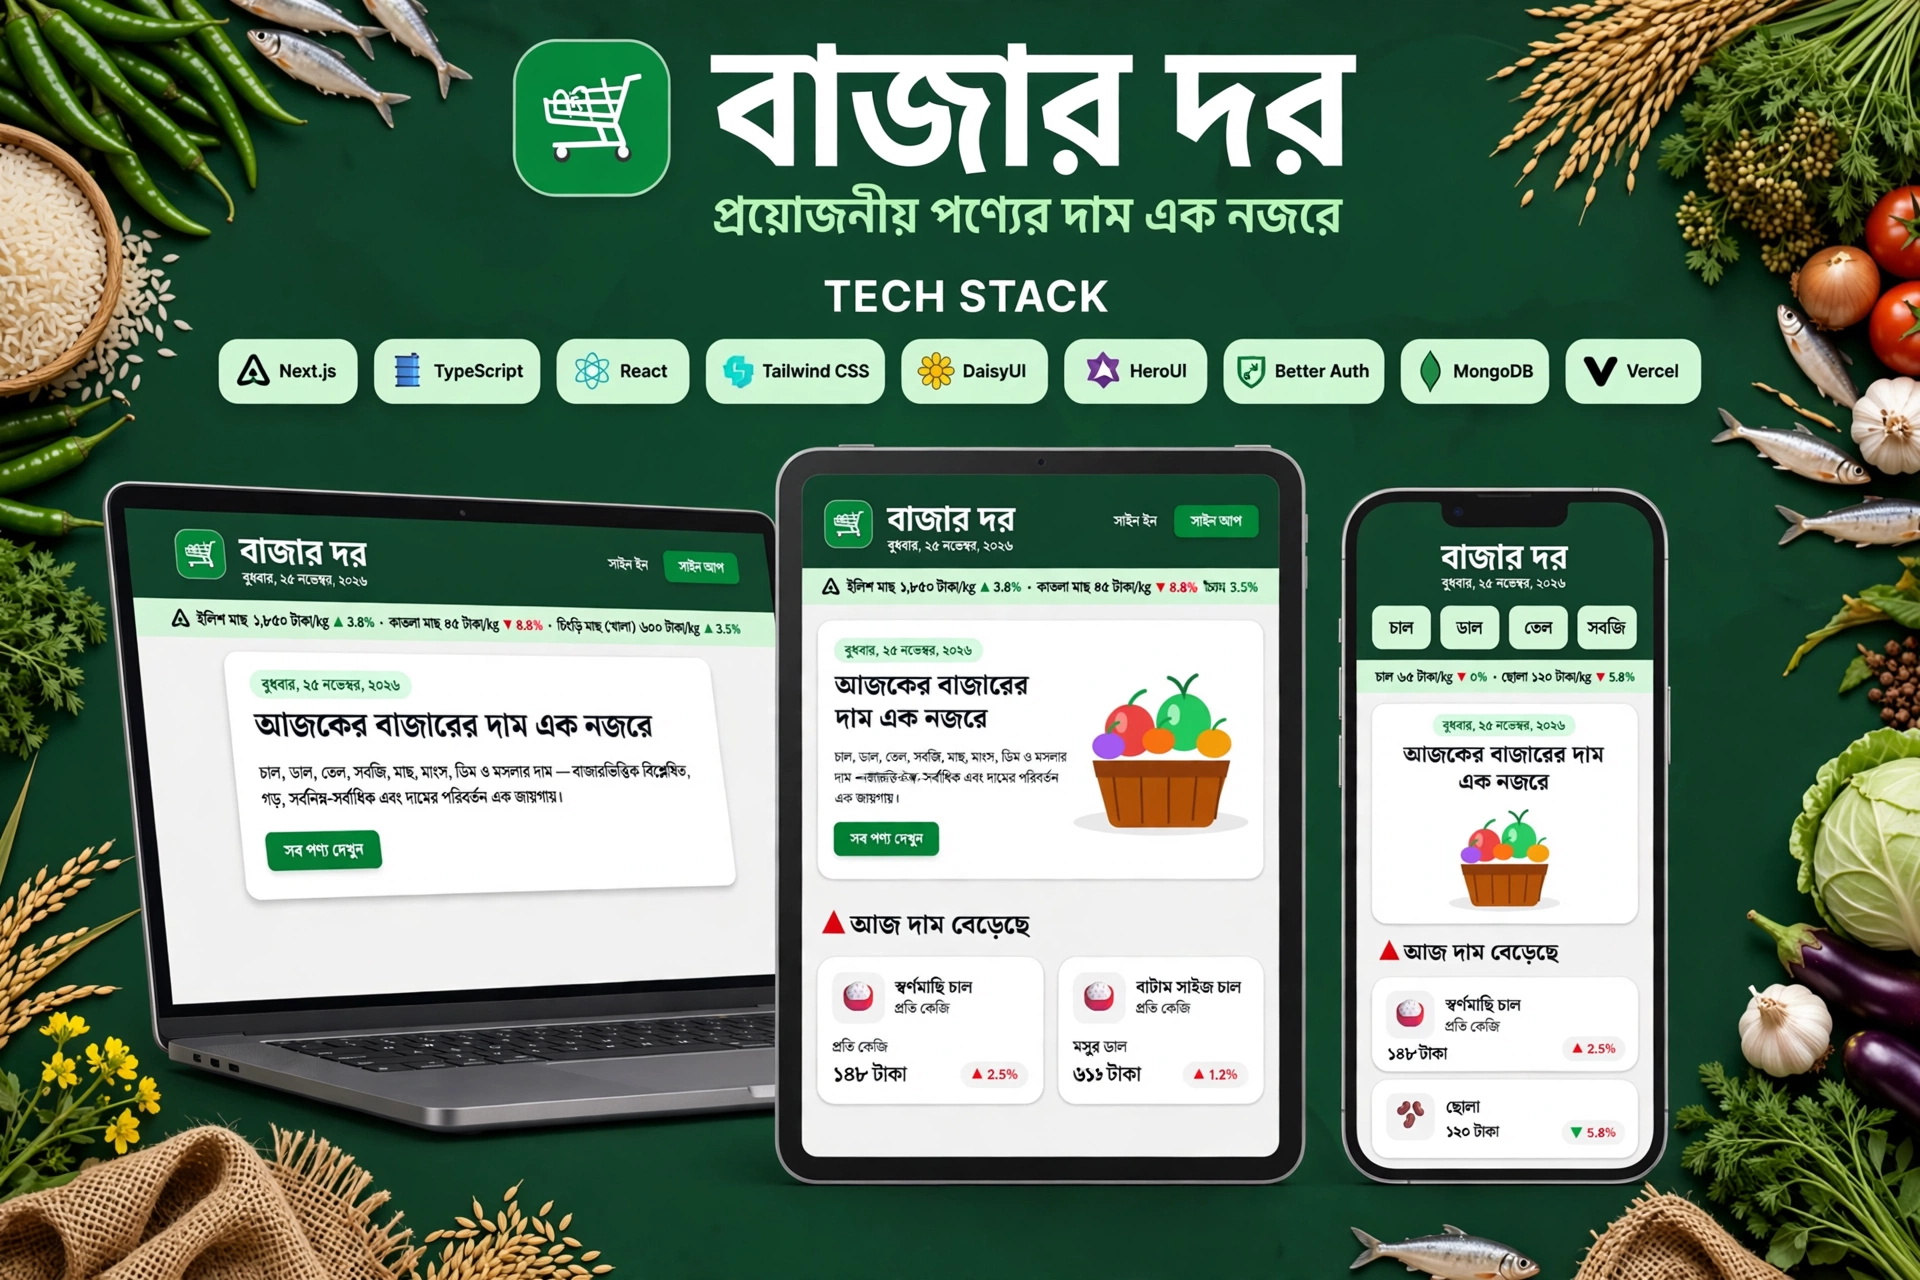 বাজার দর
প্রয়োজনীয় পণ্যের দাম এক নজরে
TECH STACK
Next.js
TypeScript
React
Tailwind CSS
DaisyUI
HeroUI
Better Auth
MongoDB
Vercel
বাজার দর
বুধবার, ২৫ নভেম্বর, ২০২৬
সাইন ইন
সাইন আপ
ইলিশ মাছ ১,৮৫০ টাকা/kg ▲ 3.8% • কাতলা মাছ ৪৫ টাকা/kg ▼ 8.8% • চিংড়ি মাছ (খোলা) ৬০০ টাকা/kg ▲ 3.5%
বুধবার, ২৫ নভেম্বর, ২০২৬
আজকের বাজারের দাম এক নজরে
চাল, ডাল, তেল, সবজি, মাছ, মাংস, ডিম ও মসলার দাম — বাজারভিত্তিক বিশ্লেষিত,
গড়, সর্বনিম্ন-সর্বাধিক এবং দামের পরিবর্তন এক জায়গায়।
সব পণ্য দেখুন
বাজার দর
বুধবার, ২৫ নভেম্বর, ২০২৬
সাইন ইন
সাইন আপ
ইলিশ মাছ ১,৮৫০ টাকা/kg ▲ 3.8% • কাতলা মাছ ৪৫ টাকা/kg ▼ 8.8% 3.5%
বুধবার, ২৫ নভেম্বর, ২০২৬
আজকের বাজারের
দাম এক নজরে
চাল, ডাল, তেল, সবজি, মাছ, মাংস, ডিম ও মসলার
দাম সর্বাধিক এবং দামের পরিবর্তন
এক জায়গায়।
সব পণ্য দেখুন
▲ আজ দাম বেড়েছে
স্বর্ণমাছি চাল
প্রতি কেজি
প্রতি কেজি
১৪৮ টাকা
▲ 2.5%
বাটাম সাইজ চাল
প্রতি কেজি
মসুর ডাল
৬১১ টাকা
▲ 1.2%
বাজার দর
বুধবার, ২৫ নভেম্বর, ২০২৬
চাল
ডাল
তেল
সবজি
চাল ৬৫ টাকা/kg ▼ 0% • ছোলা ১২০ টাকা/kg ▼ 5.8%
বুধবার, ২৫ নভেম্বর, ২০২৬
আজকের বাজারের দাম
এক নজরে
▲ আজ দাম বেড়েছে
স্বর্ণমাছি চাল
প্রতি কেজি
১৪৮ টাকা
▲ 2.5%
ছোলা
১২০ টাকা
▼ 5.8%